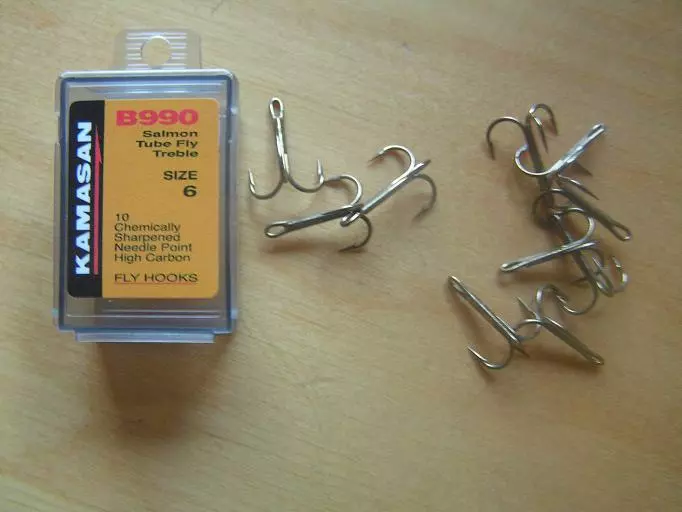 KAMASAN
B990
Salmon
Tube Fly
Treble
SIZE
6
10
Chemically
Sharpened
Needle Point
High Carbon
FLY HOOKS